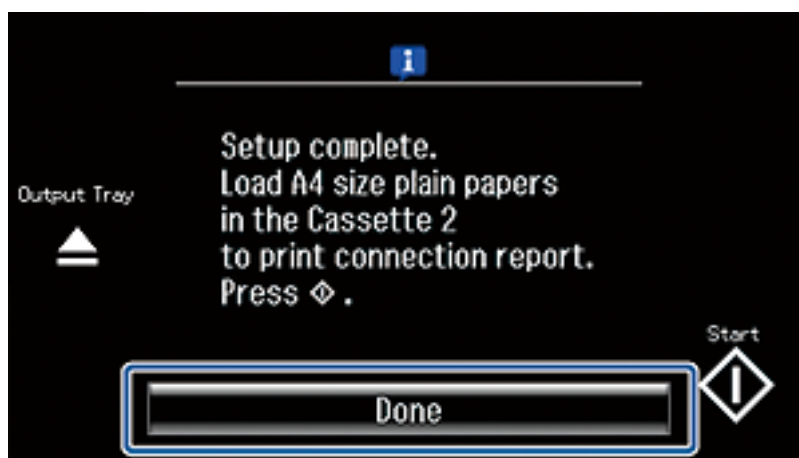 Setup complete.
Load A4 size plain papers
in the Cassette 2
to print connection report.
Press ⟐ .
Output Tray
Start
Done